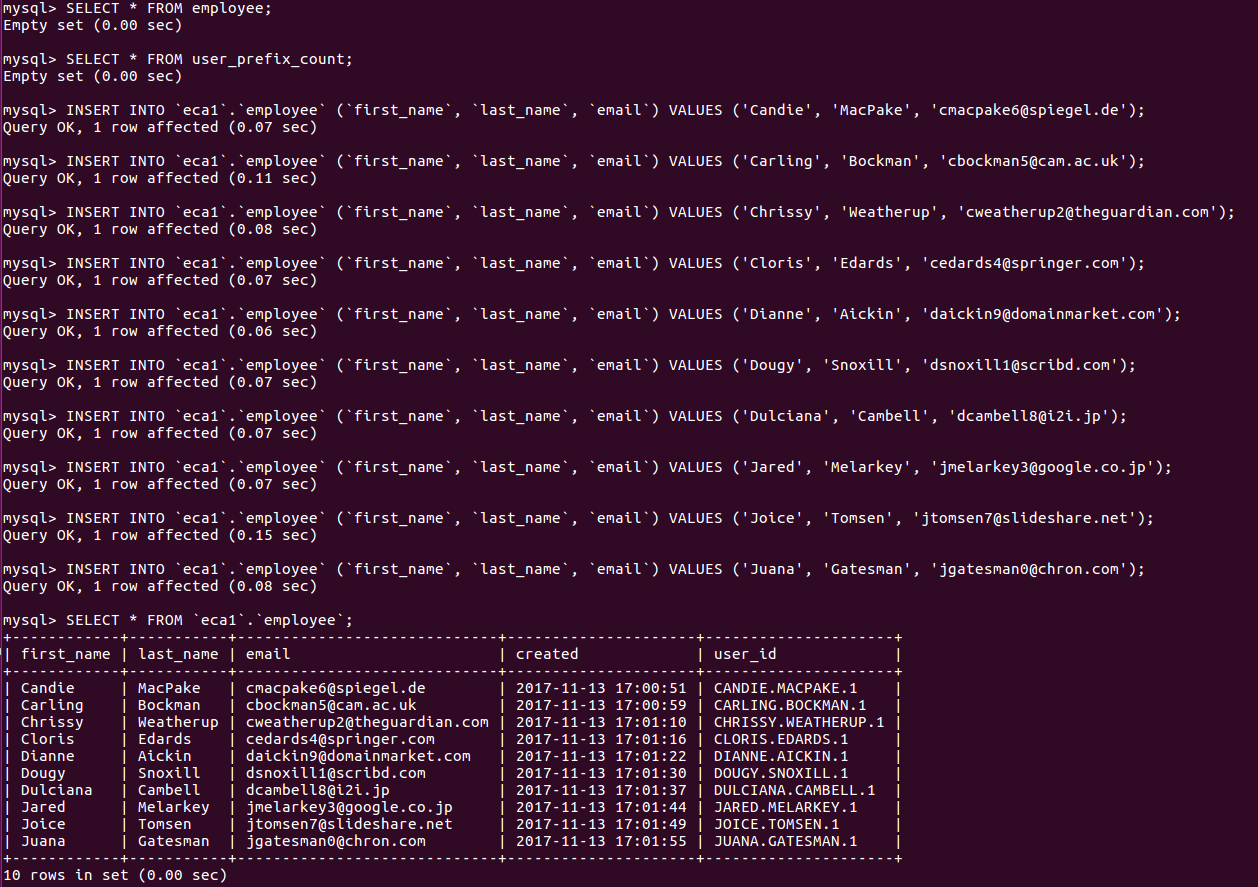 mysql> SELECT * FROM employee;
Empty set (0.00 sec)
mysql> SELECT * FROM user_prefix_count;
Empty set (0.00 sec)
mysql> INSERT INTO `eca1`.`employee` (`first_name`, `last_name`, `email`) VALUES ('Candie', 'MacPake', 'cmacpake6@spiegel.de');
Query OK, 1 row affected (0.07 sec)
mysql> INSERT INTO `eca1`.`employee` (`first_name`, `last_name`, `email`) VALUES ('Carling', 'Bockman', 'cbockman5@cam.ac.uk');
Query OK, 1 row affected (0.11 sec)
mysql> INSERT INTO `eca1`.`employee` (`first_name`, `last_name`, `email`) VALUES ('Chrissy', 'Weatherup', 'cweatherup2@theguardian.com');
Query OK, 1 row affected (0.08 sec)
mysql> INSERT INTO `eca1`.`employee` (`first_name`, `last_name`, `email`) VALUES ('Cloris', 'Edards', 'cedards4@springer.com');
Query OK, 1 row affected (0.07 sec)
mysql> INSERT INTO `eca1`.`employee` (`first_name`, `last_name`, `email`) VALUES ('Dianne', 'Aickin', 'daickin9@domainmarket.com');
Query OK, 1 row affected (0.06 sec)
mysql> INSERT INTO `eca1`.`employee` (`first_name`, `last_name`, `email`) VALUES ('Dougy', 'Snoxill', 'dsnoxill1@scribd.com');
Query OK, 1 row affected (0.07 sec)
mysql> INSERT INTO `eca1`.`employee` (`first_name`, `last_name`, `email`) VALUES ('Dulciana', 'Cambell', 'dcambell8@i2i.jp');
Query OK, 1 row affected (0.07 sec)
mysql> INSERT INTO `eca1`.`employee` (`first_name`, `last_name`, `email`) VALUES ('Jared', 'Melarkey', 'jmelarkey3@google.co.jp');
Query OK, 1 row affected (0.07 sec)
mysql> INSERT INTO `eca1`.`employee` (`first_name`, `last_name`, `email`) VALUES ('Joice', 'Tomsen', 'jtomsen7@slideshare.net');
Query OK, 1 row affected (0.15 sec)
mysql> INSERT INTO `eca1`.`employee` (`first_name`, `last_name`, `email`) VALUES ('Juana', 'Gatesman', 'jgatesman0@chron.com');
Query OK, 1 row affected (0.08 sec)
mysql> SELECT * FROM `eca1`.`employee`;
+------------+-----------+-----------------------------+---------------------+---------------------+
| first_name | last_name | email                       | created             | user_id             |
+------------+-----------+-----------------------------+---------------------+---------------------+
| Candie     | MacPake   | cmacpake6@spiegel.de        | 2017-11-13 17:00:51 | CANDIE.MACPAKE.1    |
| Carling    | Bockman   | cbockman5@cam.ac.uk         | 2017-11-13 17:00:59 | CARLING.BOCKMAN.1   |
| Chrissy    | Weatherup | cweatherup2@theguardian.com | 2017-11-13 17:01:10 | CHRISSY.WEATHERUP.1 |
| Cloris     | Edards    | cedards4@springer.com       | 2017-11-13 17:01:16 | CLORIS.EDARDS.1     |
| Dianne     | Aickin    | daickin9@domainmarket.com   | 2017-11-13 17:01:22 | DIANNE.AICKIN.1     |
| Dougy      | Snoxill   | dsnoxill1@scribd.com        | 2017-11-13 17:01:30 | DOUGY.SNOXILL.1     |
| Dulciana   | Cambell   | dcambell8@i2i.jp            | 2017-11-13 17:01:37 | DULCIANA.CAMBELL.1  |
| Jared      | Melarkey  | jmelarkey3@google.co.jp     | 2017-11-13 17:01:44 | JARED.MELARKEY.1    |
| Joice      | Tomsen    | jtomsen7@slideshare.net     | 2017-11-13 17:01:49 | JOICE.TOMSEN.1      |
| Juana      | Gatesman  | jgatesman0@chron.com        | 2017-11-13 17:01:55 | JUANA.GATESMAN.1    |
+------------+-----------+-----------------------------+---------------------+---------------------+
10 rows in set (0.00 sec)